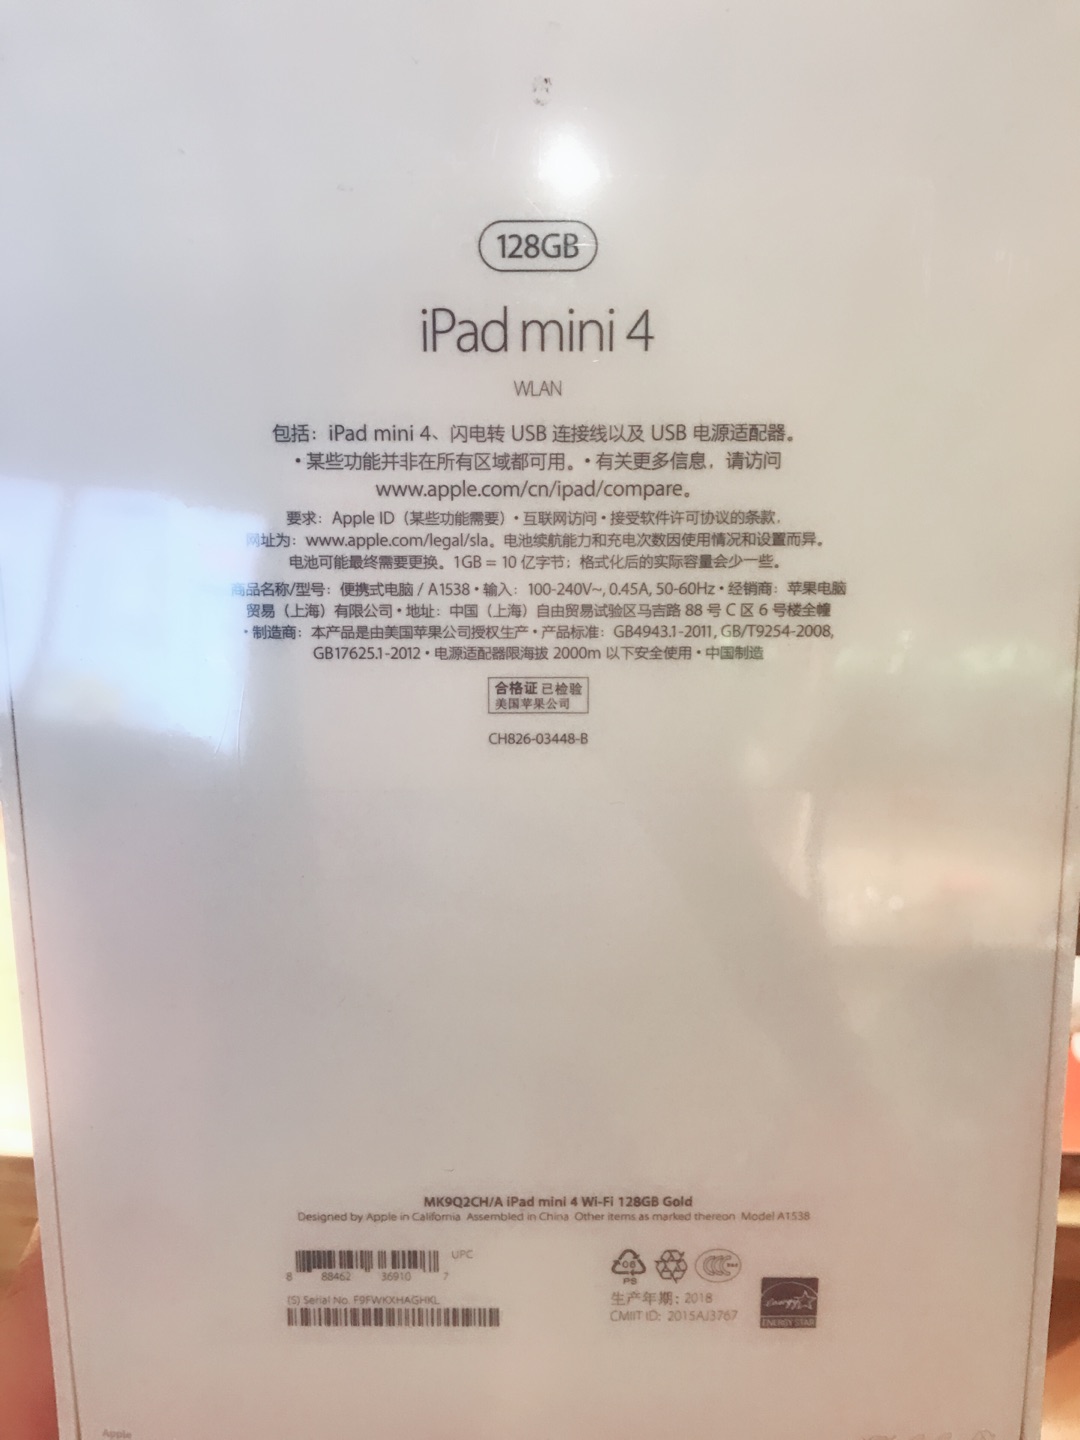 128GB
iPad mini 4
WLAN
包括：iPad mini 4、闪电转 USB 连接线以及 USB 电源适配器。
• 某些功能并非在所有区域都可用。• 有关更多信息，请访问
www.apple.com/cn/ipad/compare。
要求：Apple ID（某些功能需要）• 互联网访问 • 接受软件许可协议的条款，
网址为：www.apple.com/legal/sla。电池续航能力和充电次数因使用情况和设置而异。
电池可能最终需要更换。1GB = 10 亿字节；格式化后的实际容量会少一些。
商品名称/型号：便携式电脑 / A1538 • 输入：100-240V~, 0.45A, 50-60Hz • 经销商：苹果电脑
贸易（上海）有限公司 • 地址：中国（上海）自由贸易试验区马吉路 88 号 C 区 6 号楼全幢
• 制造商：本产品是由美国苹果公司授权生产 • 产品标准：GB4943.1-2011, GB/T9254-2008,
GB17625.1-2012 • 电源适配器限海拔 2000m 以下安全使用 • 中国制造
合格证 已检验
美国苹果公司
CH826-03448-B
MK9Q2CH/A iPad mini 4 Wi-Fi 128GB Gold
Designed by Apple in California Assembled in China Other items as marked thereon Model A1538
UPC
8 88462 36910 7
(S) Serial No. F9FWKXHAGHKL
06
PS
CCC
生产年期：2018
CMIIT ID: 2015AJ3767
energy
ENERGY STAR
Apple